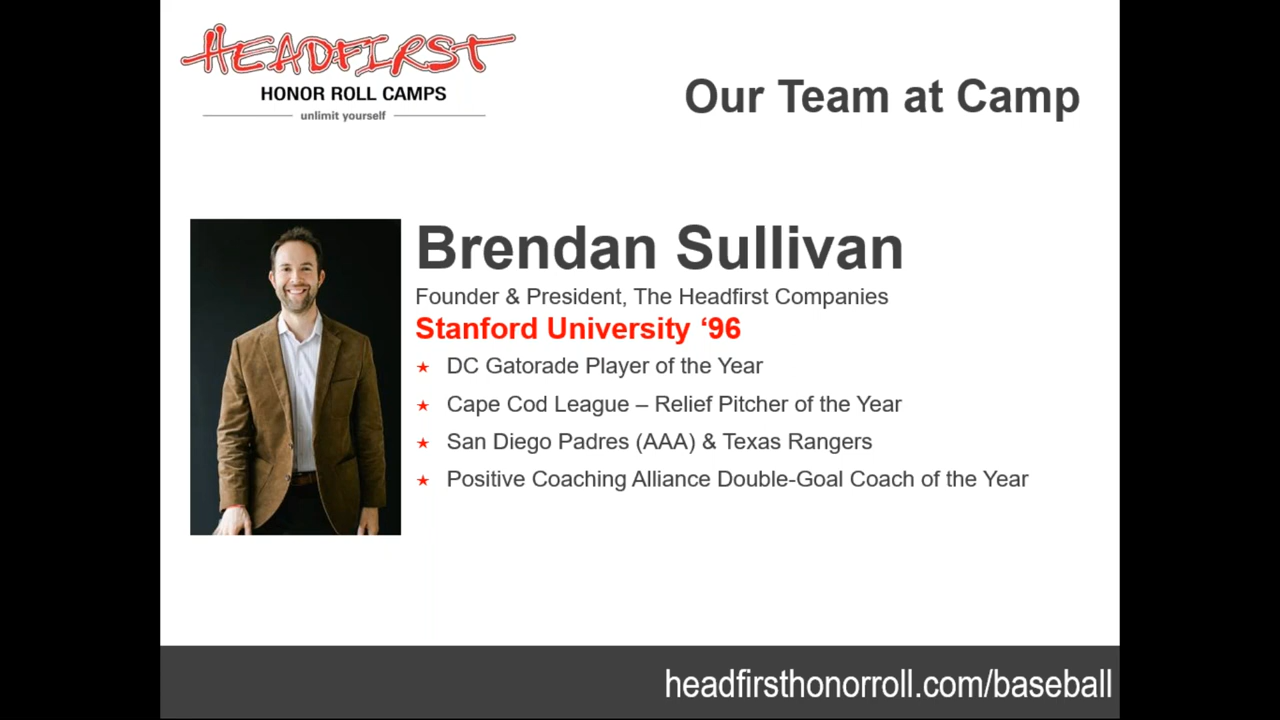 HEADFIRST
HONOR ROLL CAMPS
unlimit yourself
Our Team at Camp
Brendan Sullivan
Founder & President, The Headfirst Companies
Stanford University ‘96
★ DC Gatorade Player of the Year
★ Cape Cod League – Relief Pitcher of the Year
★ San Diego Padres (AAA) & Texas Rangers
★ Positive Coaching Alliance Double-Goal Coach of the Year
headfirsthonorroll.com/baseball